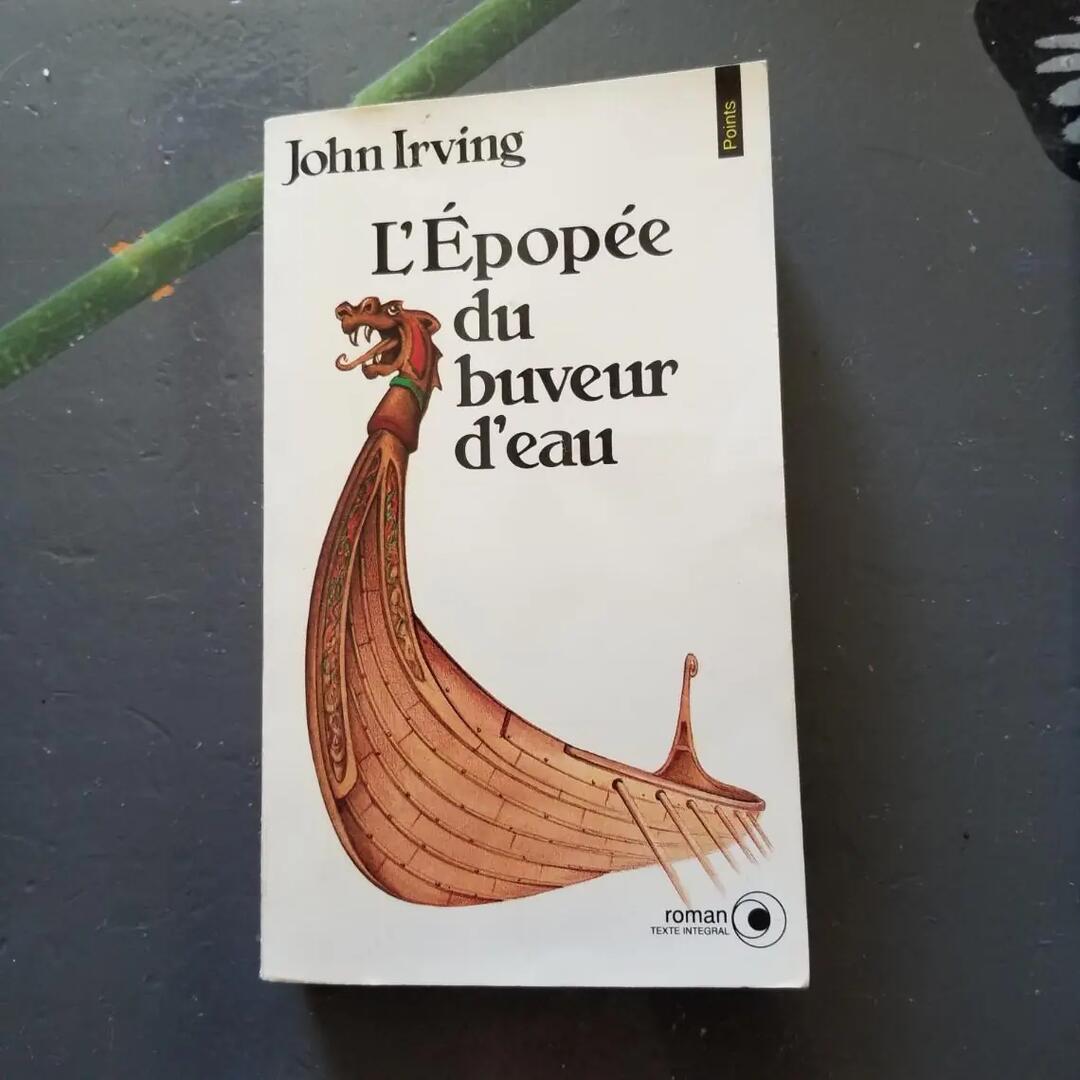 Points
John Irving
L'Épopée
du
buveur
d'eau
roman
TEXTE INTEGRAL